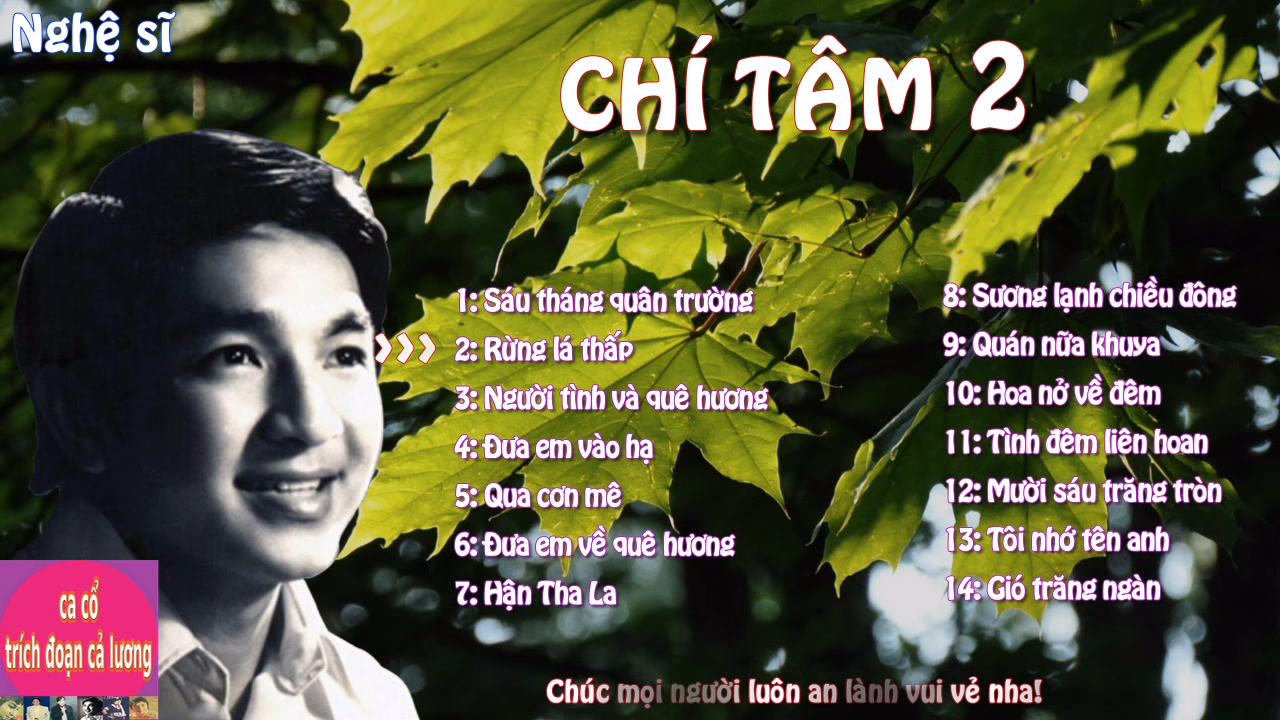 Nghệ sĩ
CHÍ TÂM 2
1: Sáu tháng quân trường
2: Rừng lá thấp
3: Người tình và quê hương
4: Đưa em vào hạ
5: Qua cơn mê
6: Đưa em về quê hương
7: Hận Tha La
8: Sương lạnh chiều đông
9: Quán nữa khuya
10: Hoa nở về đêm
11: Tình đêm liên hoan
12: Mười sáu trăng tròn
13: Tôi nhớ tên anh
14: Gió trăng ngàn
ca cổ
trích đoạn cả lương
Chúc mọi người luôn an lành vui vẻ nha!